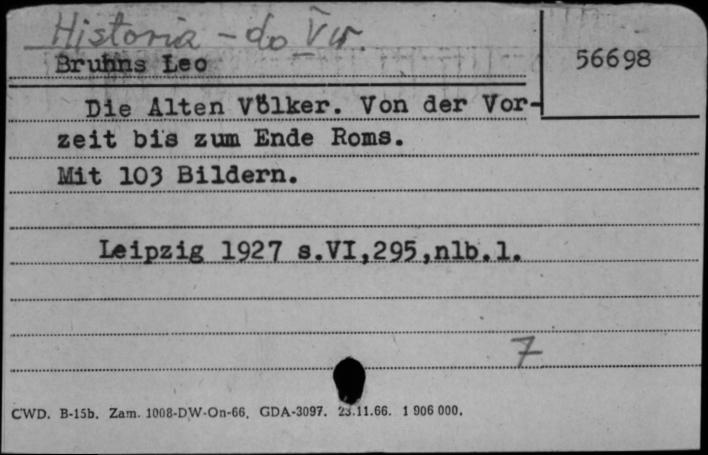 Historia - do V w.
Bruhns Leo
56698
Die Alten Völker. Von der Vor-
zeit bis zum Ende Roms.
Mit 103 Bildern.
Leipzig 1927 s.VI,295,nlb.1.
7
CWD. B-15b. Zam. 1008-DW-On-66. GDA-3097. 23.11.66. 1 906 000.